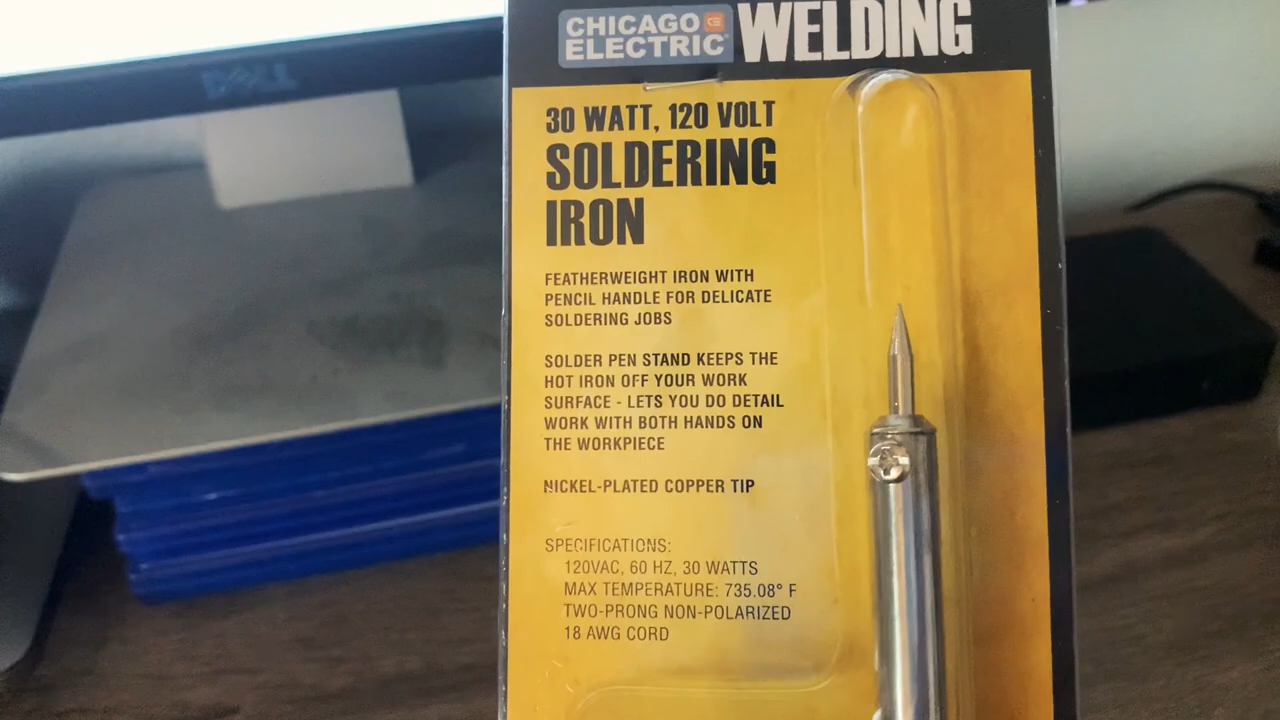 DELL
CHICAGO ELECTRIC WELDING
30 WATT, 120 VOLT
SOLDERING
IRON
FEATHERWEIGHT IRON WITH
PENCIL HANDLE FOR DELICATE
SOLDERING JOBS
SOLDER PEN STAND KEEPS THE
HOT IRON OFF YOUR WORK
SURFACE - LETS YOU DO DETAIL
WORK WITH BOTH HANDS ON
THE WORKPIECE
NICKEL-PLATED COPPER TIP
SPECIFICATIONS:
120VAC, 60 HZ, 30 WATTS
MAX TEMPERATURE: 735.08° F
TWO-PRONG NON-POLARIZED
18 AWG CORD